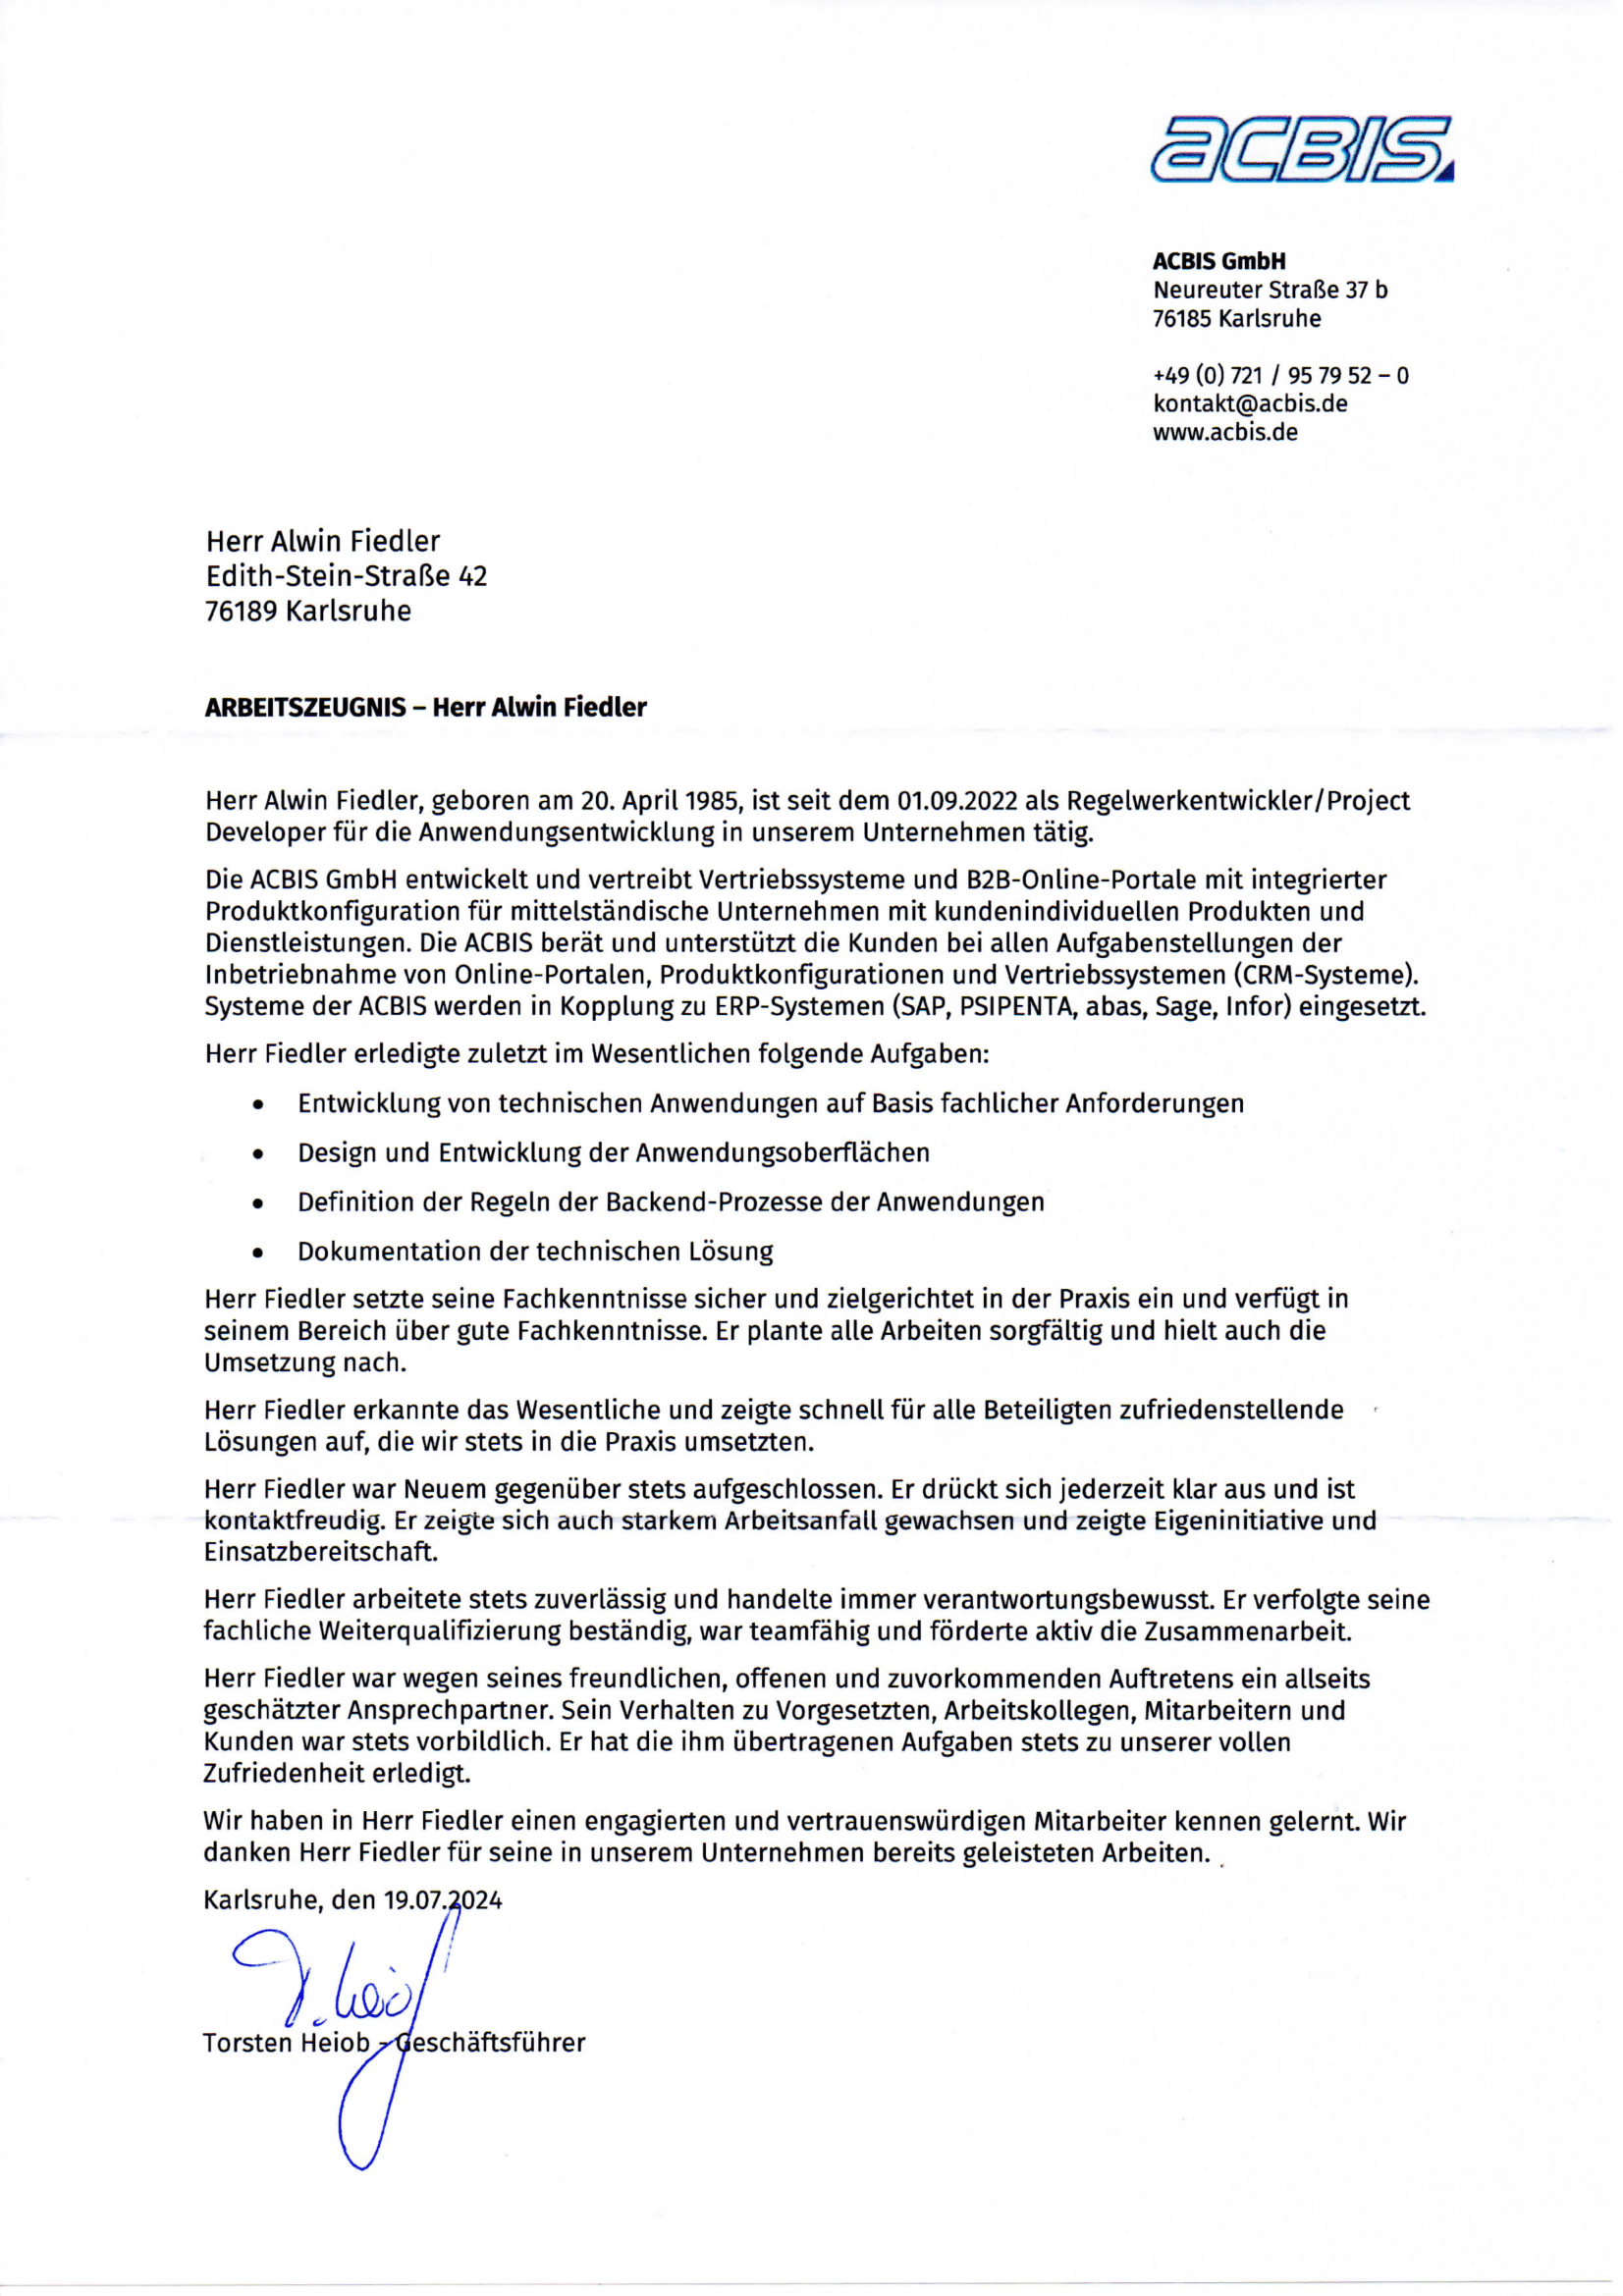 ACBIS
ACBIS GmbH
Neureuter Straße 37 b
76185 Karlsruhe
+49 (0) 721 / 95 79 52 – 0
kontakt@acbis.de
www.acbis.de
Herr Alwin Fiedler
Edith-Stein-Straße 42
76189 Karlsruhe
ARBEITSZEUGNIS – Herr Alwin Fiedler
Herr Alwin Fiedler, geboren am 20. April 1985, ist seit dem 01.09.2022 als Regelwerkentwickler/Project
Developer für die Anwendungsentwicklung in unserem Unternehmen tätig.
Die ACBIS GmbH entwickelt und vertreibt Vertriebssysteme und B2B-Online-Portale mit integrierter
Produktkonfiguration für mittelständische Unternehmen mit kundenindividuellen Produkten und
Dienstleistungen. Die ACBIS berät und unterstützt die Kunden bei allen Aufgabenstellungen der
Inbetriebnahme von Online-Portalen, Produktkonfigurationen und Vertriebssystemen (CRM-Systeme).
Systeme der ACBIS werden in Kopplung zu ERP-Systemen (SAP, PSIPENTA, abas, Sage, Infor) eingesetzt.
Herr Fiedler erledigte zuletzt im Wesentlichen folgende Aufgaben:
• Entwicklung von technischen Anwendungen auf Basis fachlicher Anforderungen
• Design und Entwicklung der Anwendungsoberflächen
• Definition der Regeln der Backend-Prozesse der Anwendungen
• Dokumentation der technischen Lösung
Herr Fiedler setzte seine Fachkenntnisse sicher und zielgerichtet in der Praxis ein und verfügt in
seinem Bereich über gute Fachkenntnisse. Er plante alle Arbeiten sorgfältig und hielt auch die
Umsetzung nach.
Herr Fiedler erkannte das Wesentliche und zeigte schnell für alle Beteiligten zufriedenstellende
Lösungen auf, die wir stets in die Praxis umsetzten.
Herr Fiedler war Neuem gegenüber stets aufgeschlossen. Er drückt sich jederzeit klar aus und ist
kontaktfreudig. Er zeigte sich auch starkem Arbeitsanfall gewachsen und zeigte Eigeninitiative und
Einsatzbereitschaft.
Herr Fiedler arbeitete stets zuverlässig und handelte immer verantwortungsbewusst. Er verfolgte seine
fachliche Weiterqualifizierung beständig, war teamfähig und förderte aktiv die Zusammenarbeit.
Herr Fiedler war wegen seines freundlichen, offenen und zuvorkommenden Auftretens ein allseits
geschätzter Ansprechpartner. Sein Verhalten zu Vorgesetzten, Arbeitskollegen, Mitarbeitern und
Kunden war stets vorbildlich. Er hat die ihm übertragenen Aufgaben stets zu unserer vollen
Zufriedenheit erledigt.
Wir haben in Herr Fiedler einen engagierten und vertrauenswürdigen Mitarbeiter kennen gelernt. Wir
danken Herr Fiedler für seine in unserem Unternehmen bereits geleisteten Arbeiten.
Karlsruhe, den 19.07.2024
Torsten Heiob - Geschäftsführer